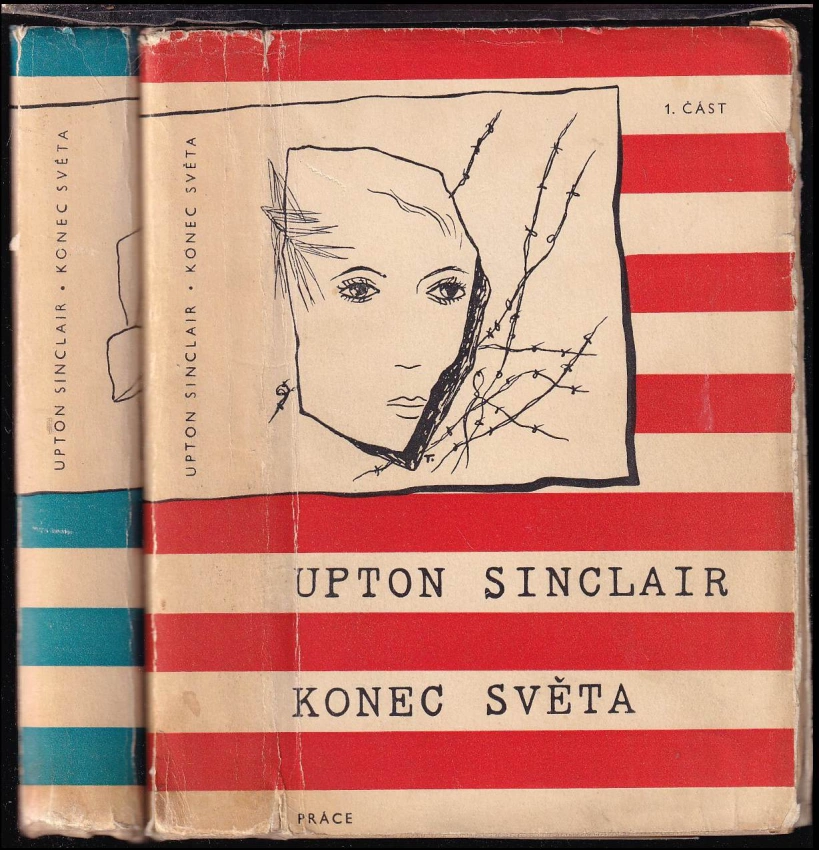 UPTON SINCLAIR • KONEC SVĚTA
UPTON SINCLAIR • KONEC SVĚTA
1. ČÁST
T.
UPTON SINCLAIR
KONEC SVĚTA
PRÁCE